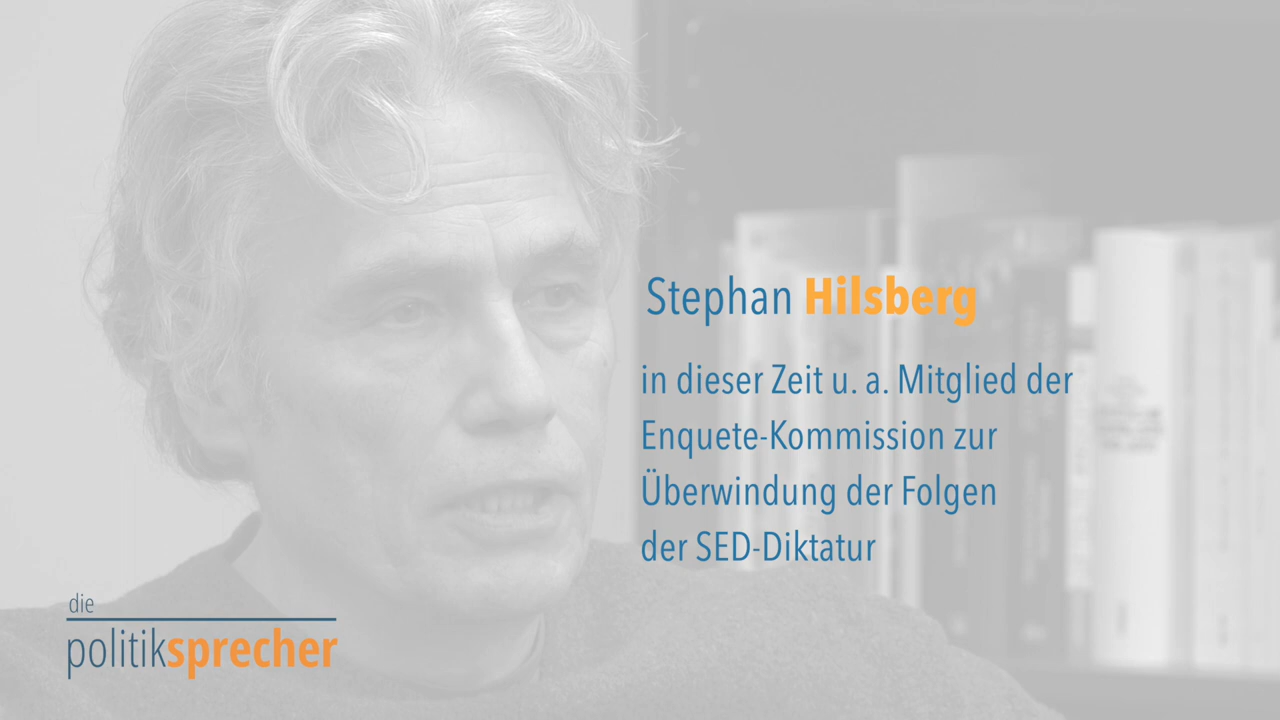 Stephan Hilsberg
in dieser Zeit u. a. Mitglied der
Enquete-Kommission zur
Überwindung der Folgen
der SED-Diktatur
die
politiksprecher